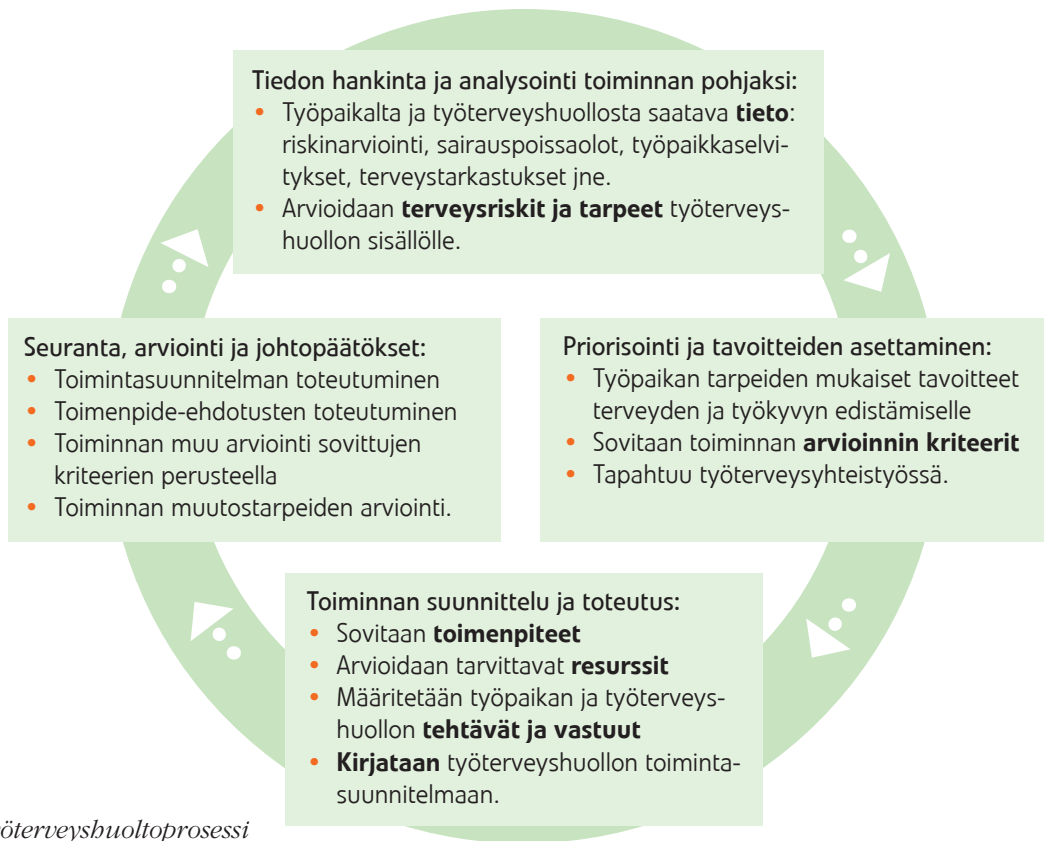 Tiedon hankinta ja analysointi toiminnan pohjaksi:
• Työpaikalta ja työterveyshuollosta saatava tieto:
riskinarviointi, sairauspoissaolot, työpaikkaselvi-
tykset, terveystarkastukset jne.
• Arvioidaan terveysriskit ja tarpeet työterveys-
huollon sisällölle.
Priorisointi ja tavoitteiden asettaminen:
• Työpaikan tarpeiden mukaiset tavoitteet
terveyden ja työkyvyn edistämiselle
• Sovitaan toiminnan arvioinnin kriteerit
• Tapahtuu työterveysyhteistyössä.
Toiminnan suunnittelu ja toteutus:
• Sovitaan toimenpiteet
• Arvioidaan tarvittavat resurssit
• Määritetään työpaikan ja työterveys-
huollon tehtävät ja vastuut
• Kirjataan työterveyshuollon toiminta-
suunnitelmaan.
Seuranta, arviointi ja johtopäätökset:
• Toimintasuunnitelman toteutuminen
• Toimenpide-ehdotusten toteutuminen
• Toiminnan muu arviointi sovittujen
kriteerien perusteella
• Toiminnan muutostarpeiden arviointi.
öterveyshuoltoprosessi